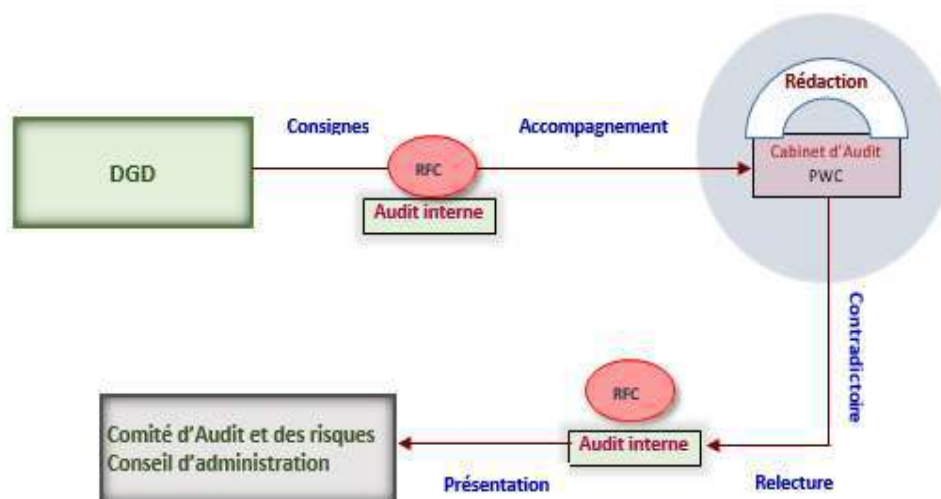 Consignes
Accompagnement
Rédaction
DGD
RFC
Audit interne
Cabinet d'Audit
PWC
Contradictoire
RFC
Comité d'Audit et des risques
Conseil d'administration
Audit interne
Présentation
Relecture